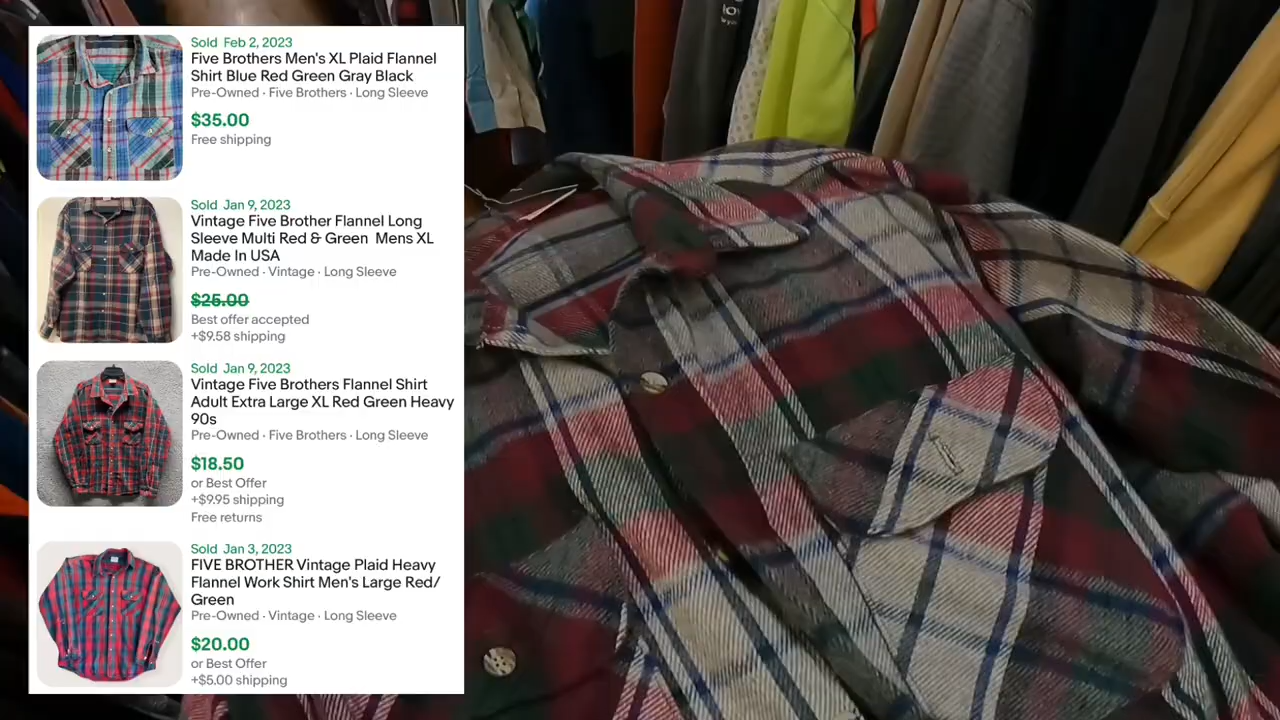 Sold Feb 2, 2023
Five Brothers Men's XL Plaid Flannel
Shirt Blue Red Green Gray Black
Pre-Owned · Five Brothers · Long Sleeve
$35.00
Free shipping
Sold Jan 9, 2023
Vintage Five Brother Flannel Long
Sleeve Multi Red & Green Mens XL
Made In USA
Pre-Owned · Vintage · Long Sleeve
$25.00
Best offer accepted
+$9.58 shipping
Sold Jan 9, 2023
Vintage Five Brothers Flannel Shirt
Adult Extra Large XL Red Green Heavy
90s
Pre-Owned · Five Brothers · Long Sleeve
$18.50
or Best Offer
+$9.95 shipping
Free returns
Sold Jan 3, 2023
FIVE BROTHER Vintage Plaid Heavy
Flannel Work Shirt Men's Large Red/
Green
Pre-Owned · Vintage · Long Sleeve
$20.00
or Best Offer
+$5.00 shipping